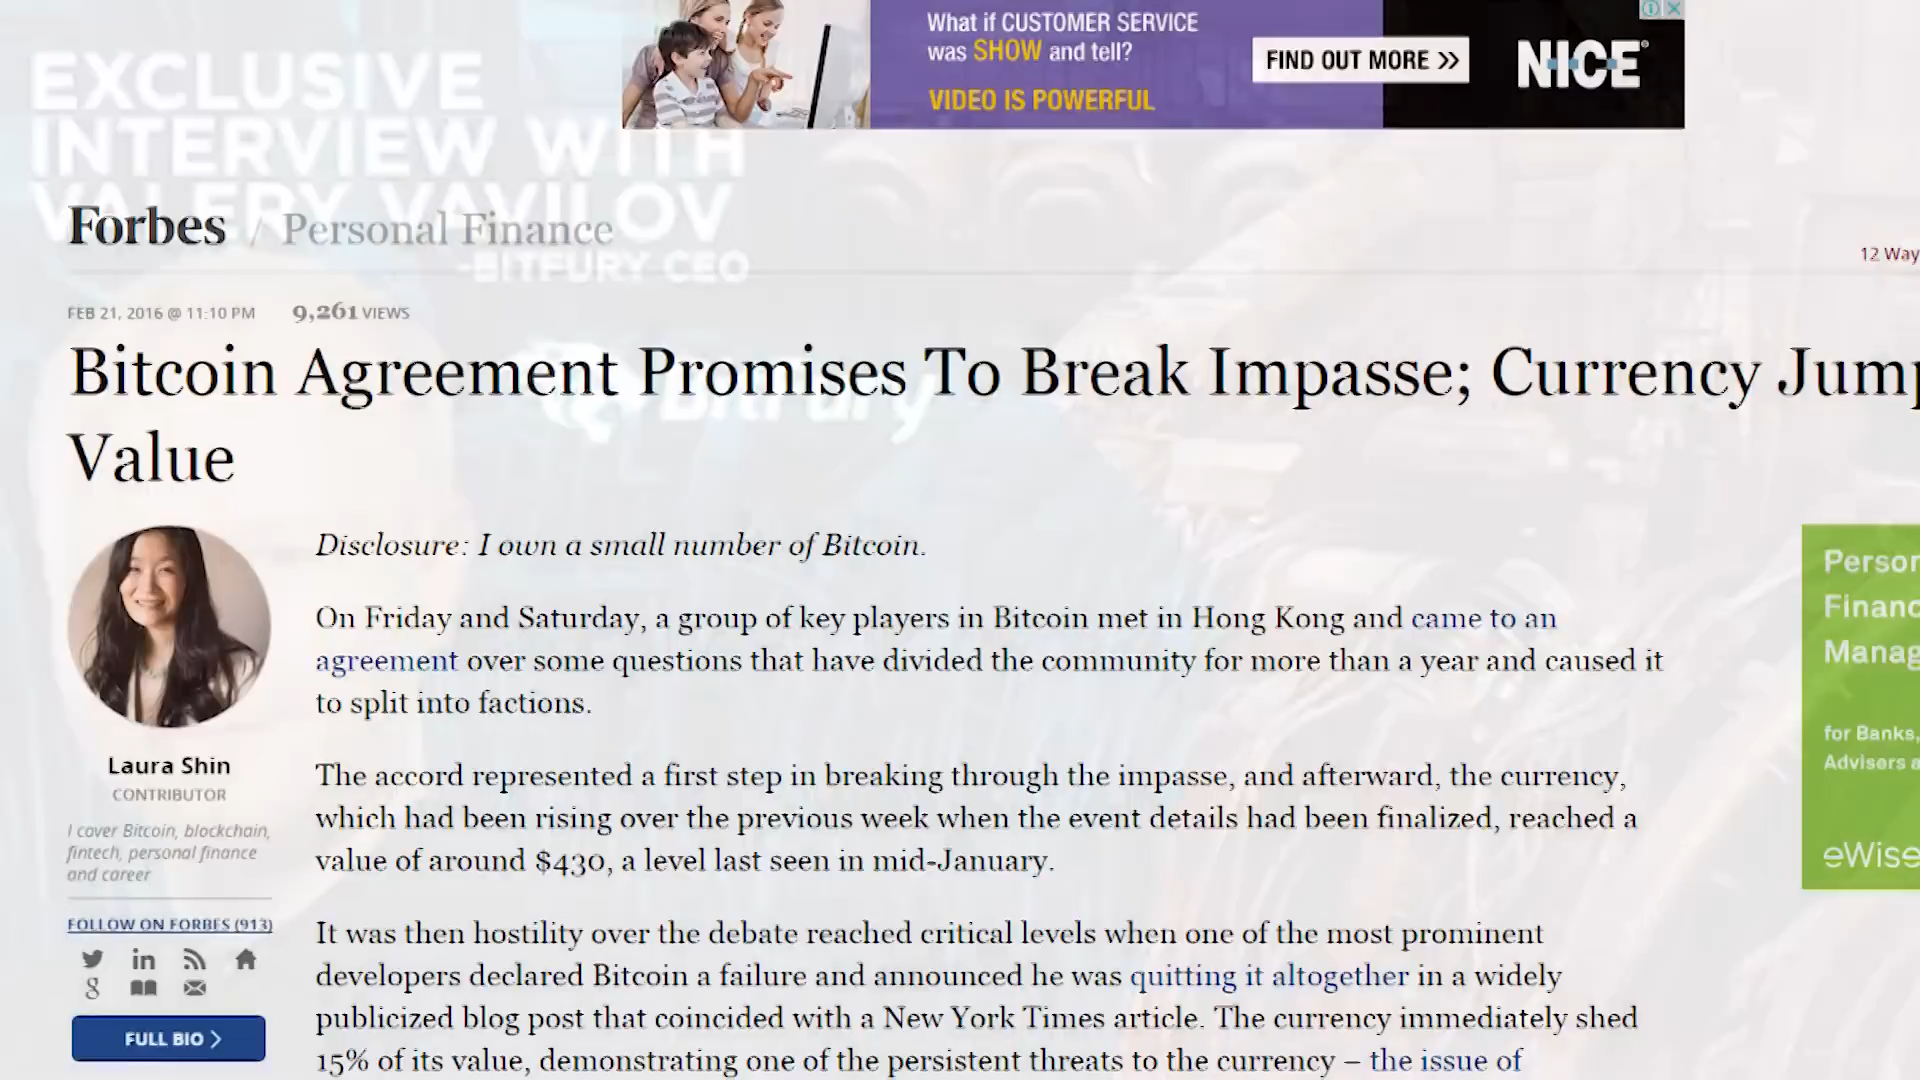 What if CUSTOMER SERVICE
was SHOW and tell?
VIDEO IS POWERFUL
FIND OUT MORE >>
NICE
EXCLUSIVE
INTERVIEW WITH
VALERY VAVILOV
-BITFURY CEO
Forbes / Personal Finance
12 Way
FEB 21, 2016 @ 11:10 PM 9,261 VIEWS
Bitcoin Agreement Promises To Break Impasse; Currency Jump
Value
BitFury
Disclosure: I own a small number of Bitcoin.
On Friday and Saturday, a group of key players in Bitcoin met in Hong Kong and came to an
agreement over some questions that have divided the community for more than a year and caused it
to split into factions.
The accord represented a first step in breaking through the impasse, and afterward, the currency,
which had been rising over the previous week when the event details had been finalized, reached a
value of around $430, a level last seen in mid-January.
It was then hostility over the debate reached critical levels when one of the most prominent
developers declared Bitcoin a failure and announced he was quitting it altogether in a widely
publicized blog post that coincided with a New York Times article. The currency immediately shed
15% of its value, demonstrating one of the persistent threats to the currency – the issue of
Laura Shin
CONTRIBUTOR
I cover Bitcoin, blockchain,
fintech, personal finance
and career
FOLLOW ON FORBES (913)
FULL BIO >
Person
Financ
Manag
for Banks,
Advisers a
eWise